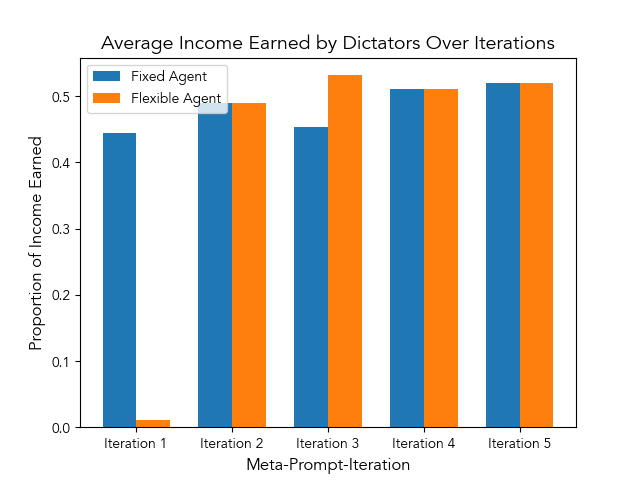 Average Income Earned by Dictators Over Iterations
Fixed Agent
Flexible Agent
Proportion of Income Earned
0.5
0.4
0.3
0.2
0.1
0.0
Iteration 1
Iteration 2
Iteration 3
Iteration 4
Iteration 5
Meta-Prompt-Iteration